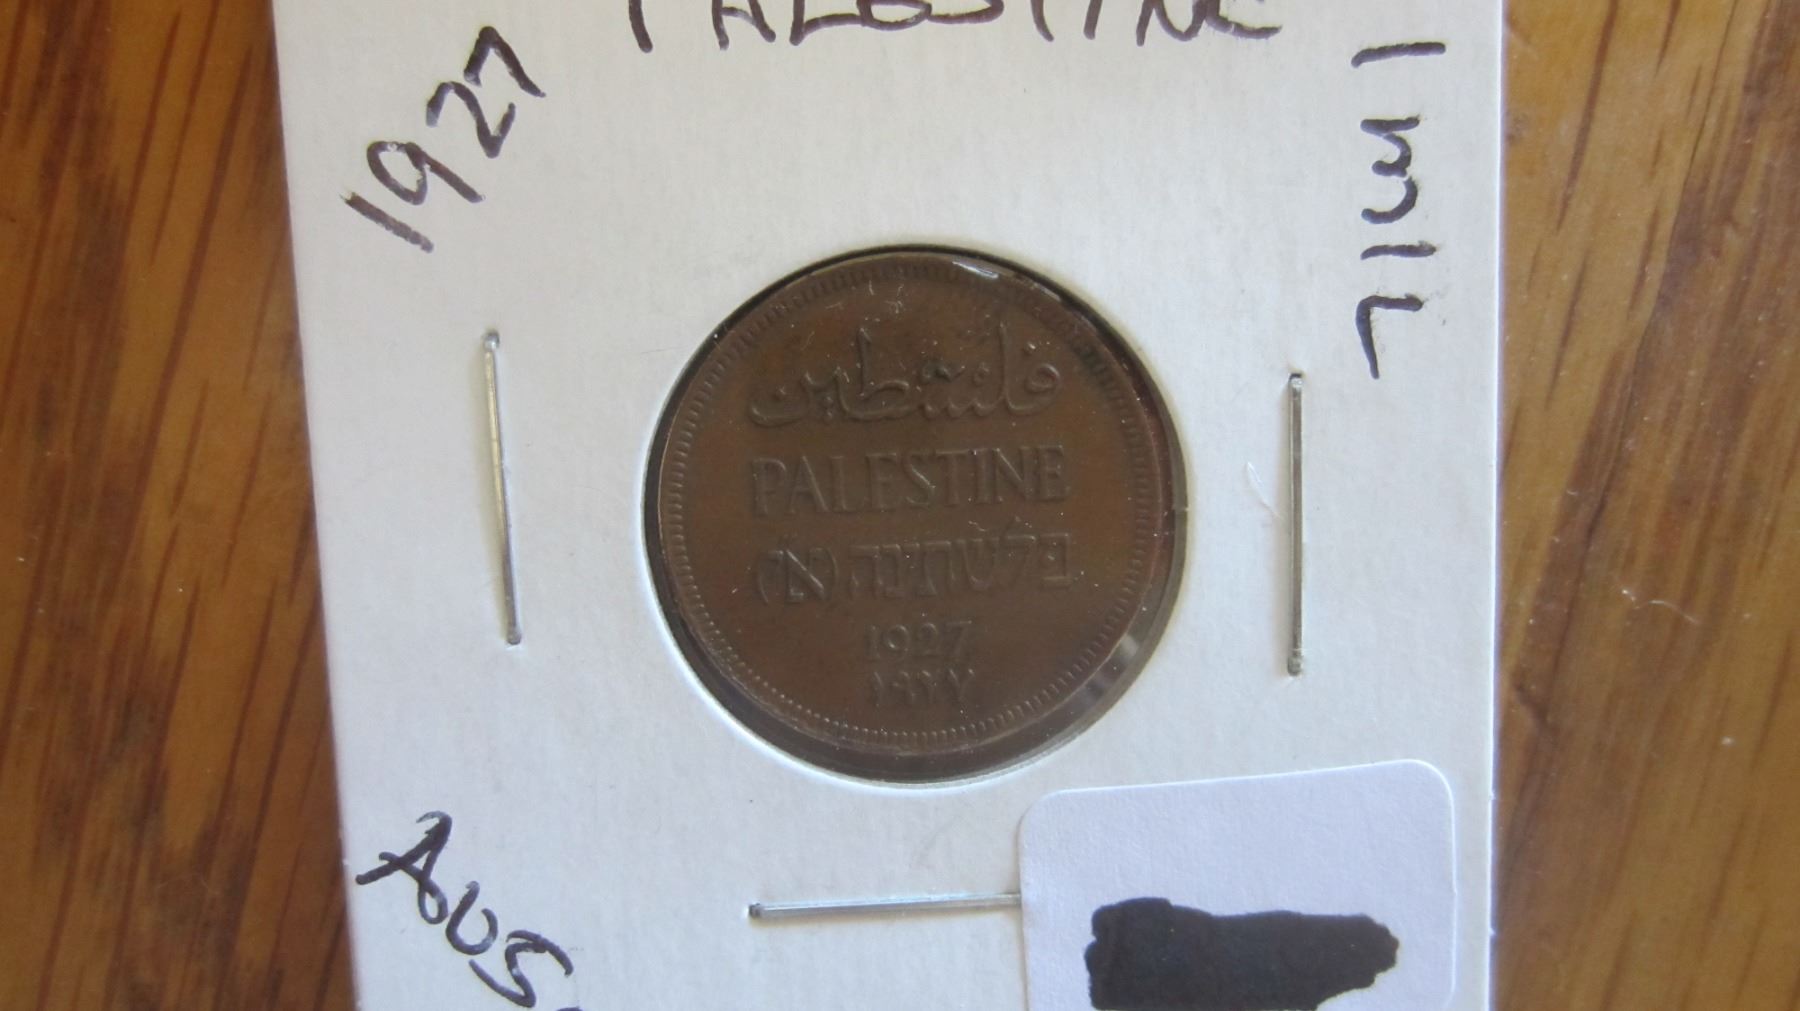 PALESTINE
1927
1 MIL
فلسطين
PALESTINE
פלשתינה (א״י)
1927
١٩٢٧